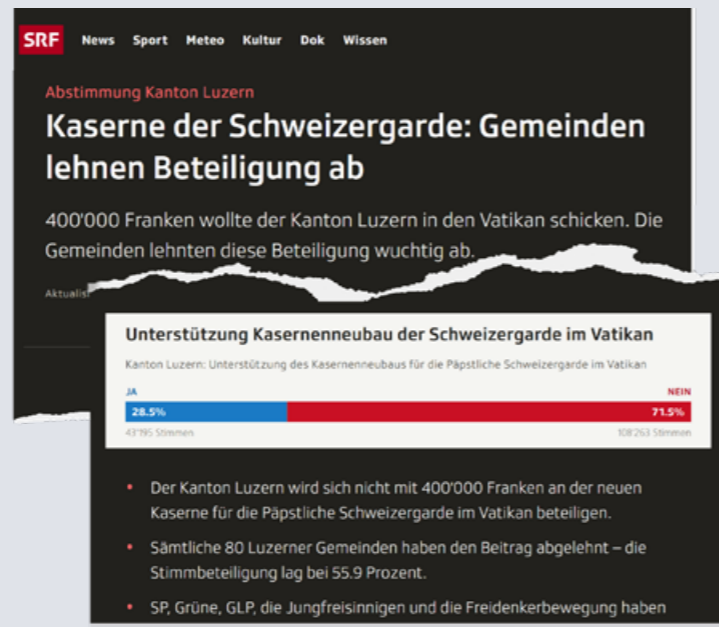 SRF News Sport Meteo Kultur Dok Wissen
Abstimmung Kanton Luzern
Kaserne der Schweizergarde: Gemeinden
lehnen Beteiligung ab
400'000 Franken wollte der Kanton Luzern in den Vatikan schicken. Die
Gemeinden lehnten diese Beteiligung wuchtig ab.
Unterstützung Kasernenneubau der Schweizergarde im Vatikan
Kanton Luzern: Unterstützung des Kasernenneubaus für die Päpstliche Schweizergarde im Vatikan
JA NEIN
28.5% 71.5%
43'195 Stimmen 108'263 Stimmen
• Der Kanton Luzern wird sich nicht mit 400'000 Franken an der neuen
Kaserne für die Päpstliche Schweizergarde im Vatikan beteiligen.
• Sämtliche 80 Luzerner Gemeinden haben den Beitrag abgelehnt – die
Stimmbeteiligung lag bei 55.9 Prozent.
• SP, Grüne, GLP, die Jungfreisinnigen und die Freidenkerbewegung haben